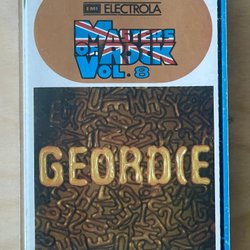 EMI ELECTROLA
MASTERS
OF ROCK
VOL. 8
GEORDIE